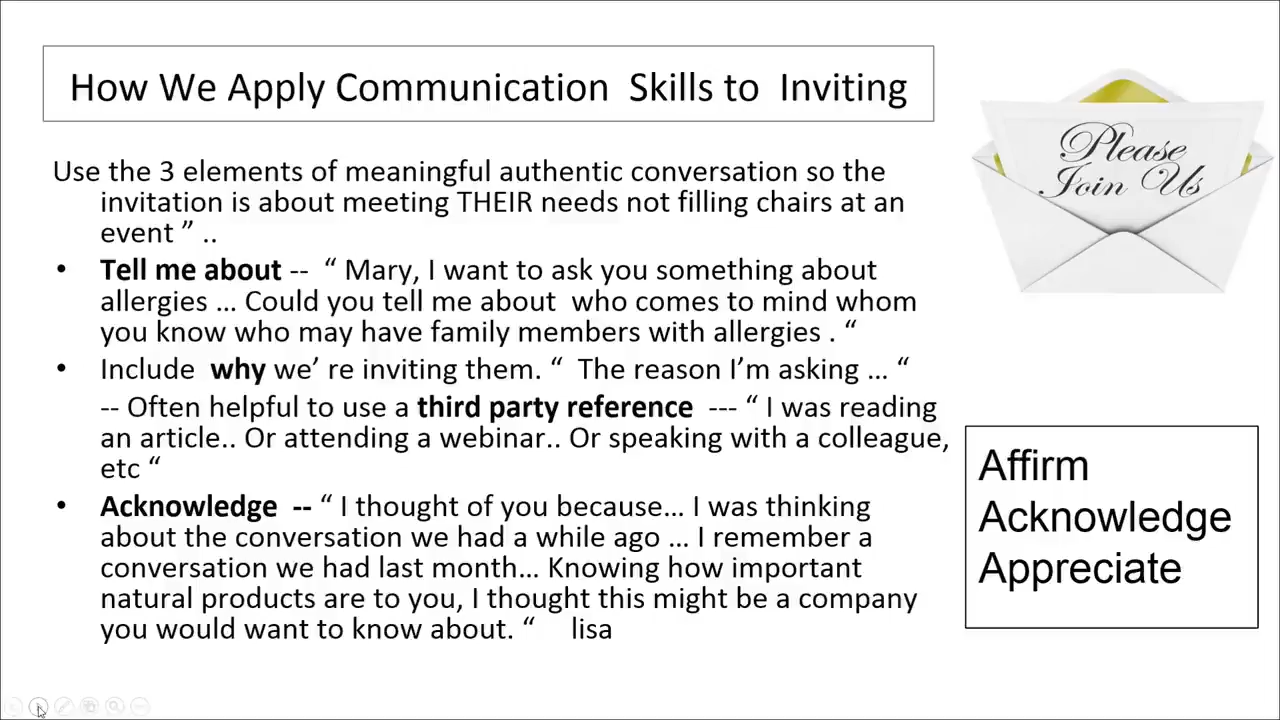 How We Apply Communication Skills to Inviting
Please
Join Us
Use the 3 elements of meaningful authentic conversation so the
invitation is about meeting THEIR needs not filling chairs at an
event ” ..
• Tell me about -- “ Mary, I want to ask you something about
allergies … Could you tell me about who comes to mind whom
you know who may have family members with allergies . “
• Include why we’ re inviting them. “ The reason I’m asking … “
-- Often helpful to use a third party reference --- “ I was reading
an article.. Or attending a webinar.. Or speaking with a colleague,
etc “
• Acknowledge -- “ I thought of you because… I was thinking
about the conversation we had a while ago … I remember a
conversation we had last month… Knowing how important
natural products are to you, I thought this might be a company
you would want to know about. “ lisa
Affirm
Acknowledge
Appreciate